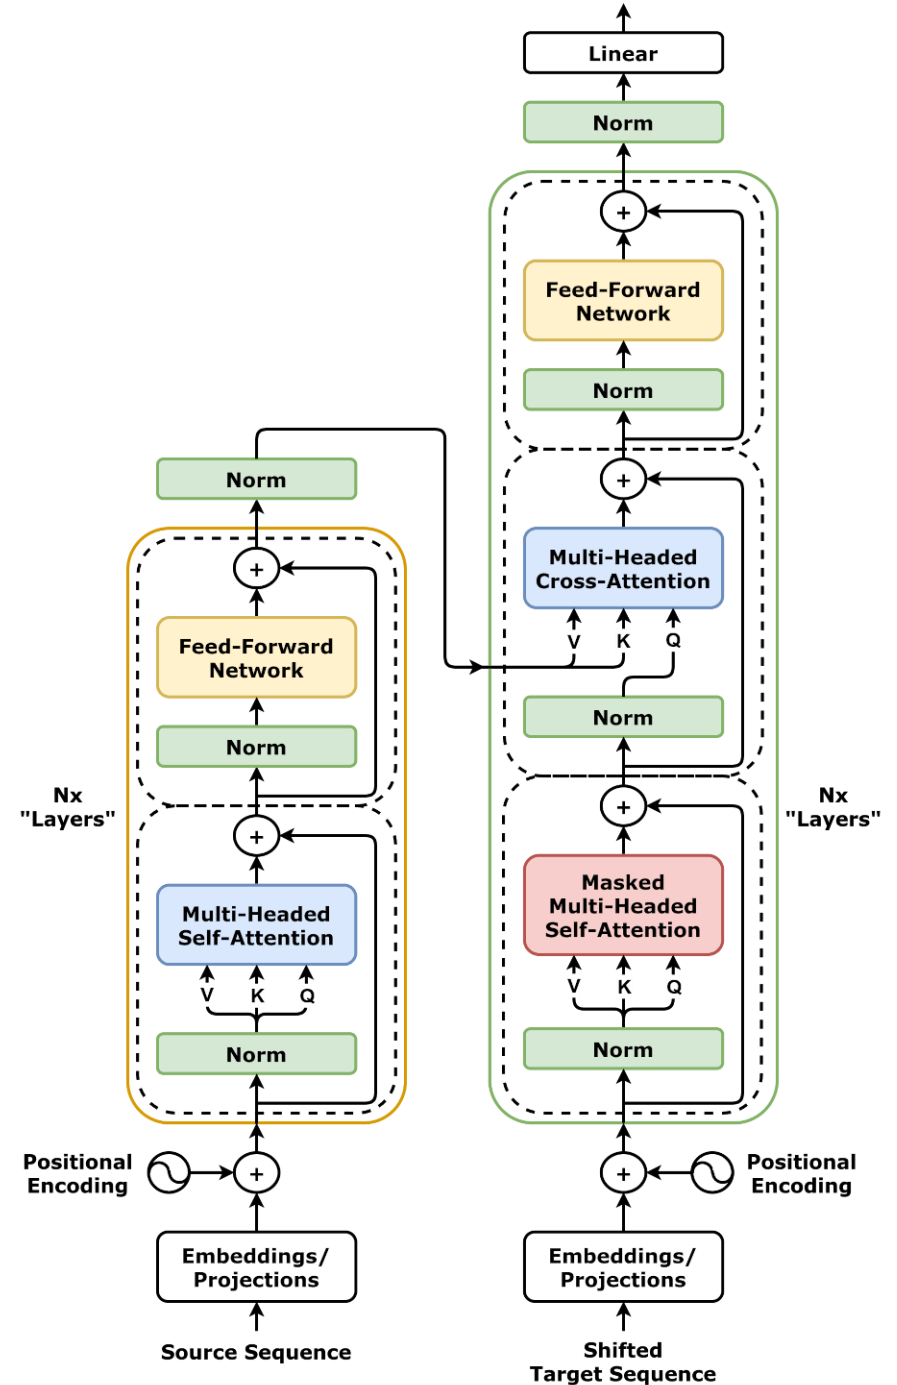 Linear
Norm
+
Feed-Forward
Network
Norm
+
Multi-Headed
Cross-Attention
V K Q
Norm
+
Masked
Multi-Headed
Self-Attention
V K Q
Norm
Nx
"Layers"
+
Positional
Encoding
Embeddings/
Projections
Shifted
Target Sequence
Norm
+
Feed-Forward
Network
Norm
+
Multi-Headed
Self-Attention
V K Q
Norm
Nx
"Layers"
Positional
Encoding
+
Embeddings/
Projections
Source Sequence